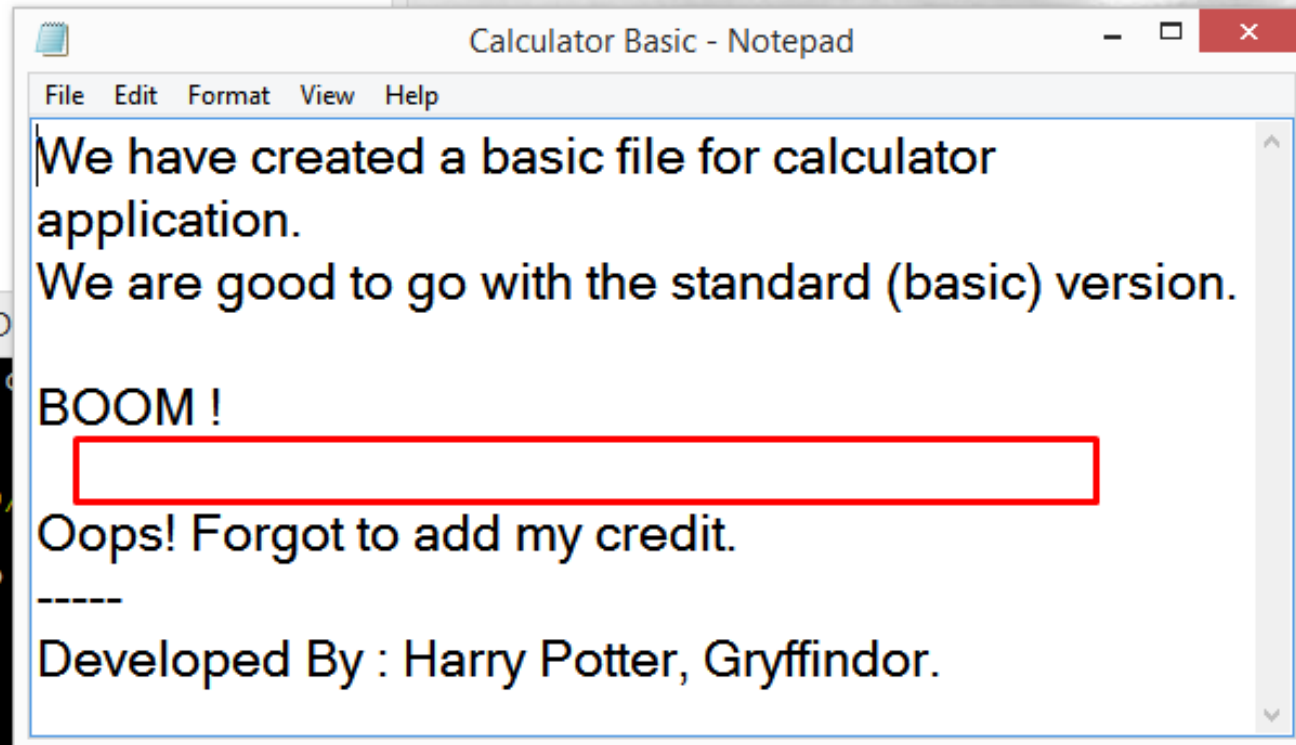 Calculator Basic - Notepad
File Edit Format View Help
We have created a basic file for calculator
application.
We are good to go with the standard (basic) version.
BOOM !
Oops! Forgot to add my credit.
-----
Developed By : Harry Potter, Gryffindor.